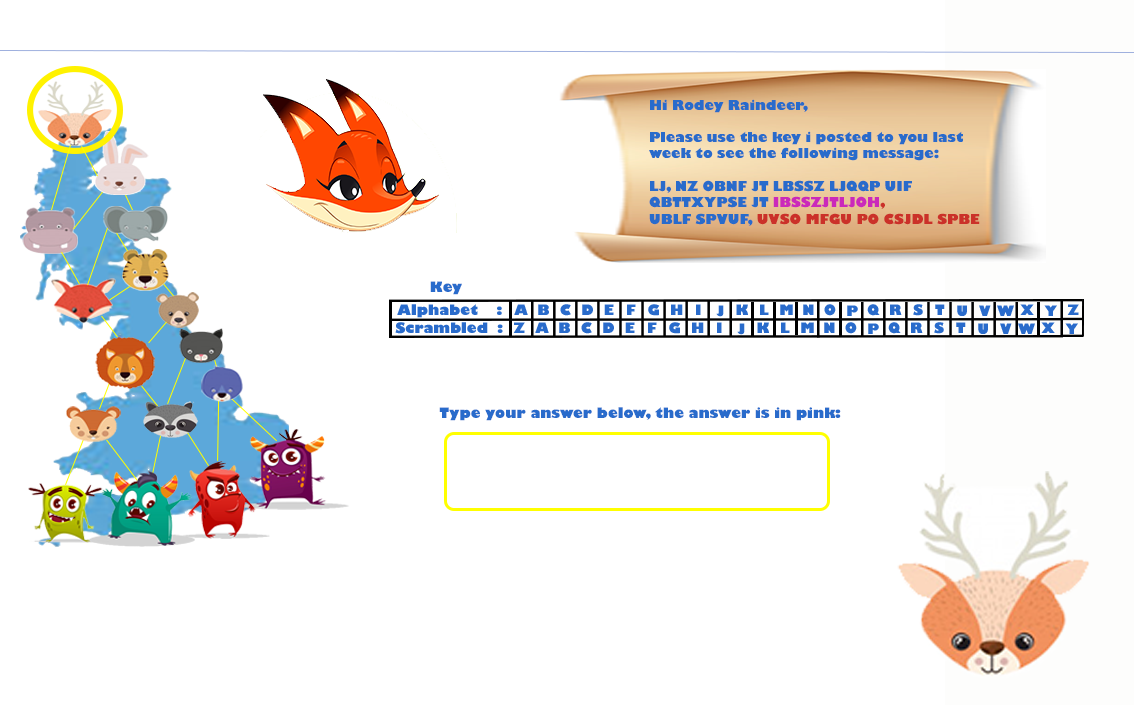 Hi Rodey Raindeer,
Please use the key i posted to you last
week to see the following message:
LJ, NZ OBNF JT LBSSZ LJQQP UIF
QBTTXYPSE JT IBSSZJTLJOH,
UBLF SPVUF, UVSO MFGU PO CSJDL SPBE
Key
Alphabet : A B C D E F G H I J K L M N O P Q R S T U V W X Y Z
Scrambled : Z A B C D E F G H I J K L M N O P Q R S T U V W X Y
Type your answer below, the answer is in pink: